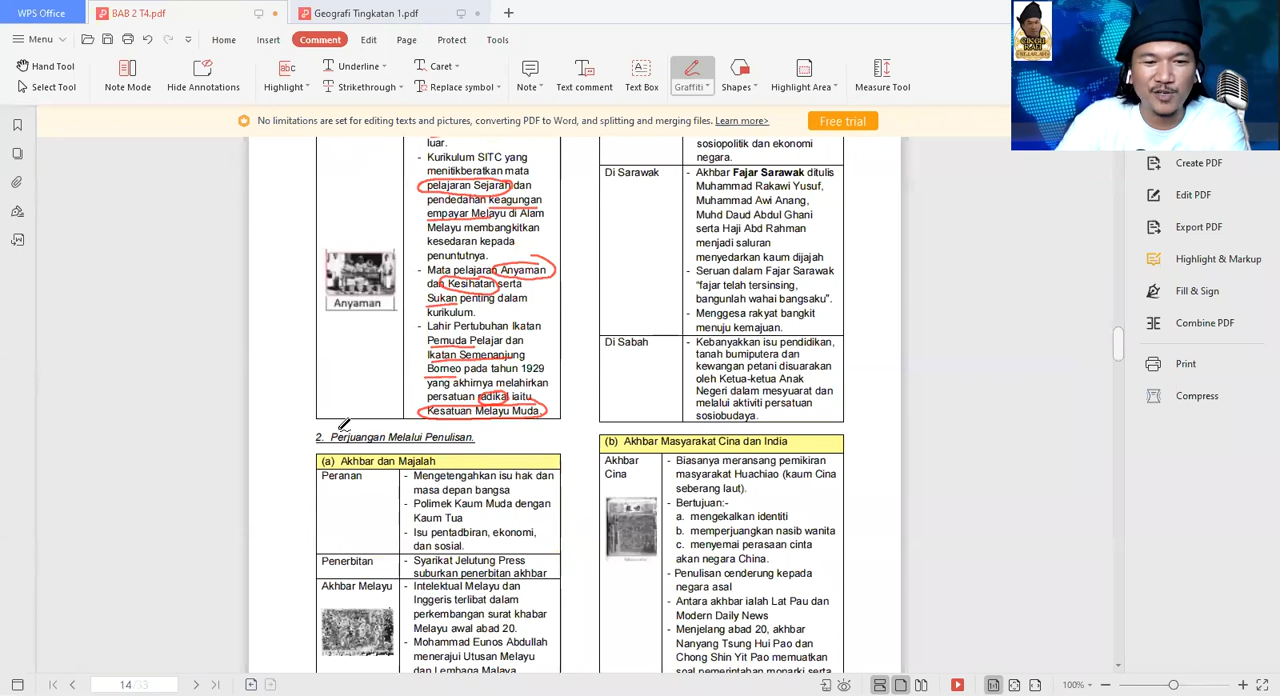 WPS Office
BAB 2 T4.pdf
Geografi Tingkatan 1.pdf
Menu
Home
Insert
Comment
Edit
Page
Protect
Tools
Hand Tool
Select Tool
Note Mode
Hide Annotations
Highlight
Underline
Strikethrough
Caret
Replace symbol
Note
Text comment
Text Box
Graffiti
Shapes
Highlight Area
Measure Tool
No limitations are set for editing texts and pictures, converting PDF to Word, and splitting and merging files. Learn more>
Free trial
luar.
- Kurikulum SITC yang
menitikberatkan mata
pelajaran Sejarah dan
pendedahan keagungan
empayar Melayu di Alam
Melayu membangkitkan
kesedaran kepada
penuntutnya.
- Mata pelajaran Anyaman
dan Kesihatan serta
Sukan penting dalam
kurikulum.
- Lahir Pertubuhan Ikatan
Pemuda Pelajar dan
Ikatan Semenanjung
Borneo pada tahun 1929
yang akhirnya melahirkan
persatuan radikal iaitu
Kesatuan Melayu Muda.
Anyaman
2. Perjuangan Melalui Penulisan.
(a) Akhbar dan Majalah
Peranan
- Mengetengahkan isu hak dan
masa depan bangsa
- Polimek Kaum Muda dengan
Kaum Tua
- Isu pentadbiran, ekonomi,
dan sosial.
Penerbitan
- Syarikat Jelutung Press
suburkan penerbitan akhbar
Akhbar Melayu
- Intelektual Melayu dan
Inggeris terlibat dalam
perkembangan surat khabar
Melayu awal abad 20.
- Mohammad Eunos Abdullah
menerajui Utusan Melayu
dan Lembaga Malaya
sosiopolitik dan ekonomi
negara.
Di Sarawak
- Akhbar Fajar Sarawak ditulis
Muhammad Rakawi Yusuf,
Muhammad Awi Anang,
Muhd Daud Abdul Ghani
serta Haji Abd Rahman
menjadi saluran
menyedarkan kaum dijajah
- Seruan dalam Fajar Sarawak
“fajar telah tersinsing,
bangunlah wahai bangsaku”.
- Menggesa rakyat bangkit
menuju kemajuan.
Di Sabah
- Kebanyakkan isu pendidikan,
tanah bumiputera dan
kewangan petani disuarakan
oleh Ketua-ketua Anak
Negeri dalam mesyuarat dan
melalui aktiviti persatuan
sosiobudaya.
(b) Akhbar Masyarakat Cina dan India
Akhbar
Cina
- Biasanya meransang pemikiran
masyarakat Huachiao (kaum Cina
seberang laut).
- Bertujuan:-
a. mengekalkan identiti
b. memperjuangkan nasib wanita
c. menyemai perasaan cinta
akan negara China.
- Penulisan cenderung kepada
negara asal
- Antara akhbar ialah Lat Pau dan
Modern Daily News
- Menjelang abad 20, akhbar
Nanyang Tsung Hui Pao dan
Chong Shin Yit Pao memuatkan
soal pemerintahan monarki serta
Create PDF
Edit PDF
Export PDF
Highlight & Markup
Fill & Sign
Combine PDF
Print
Compress
14/33
100%